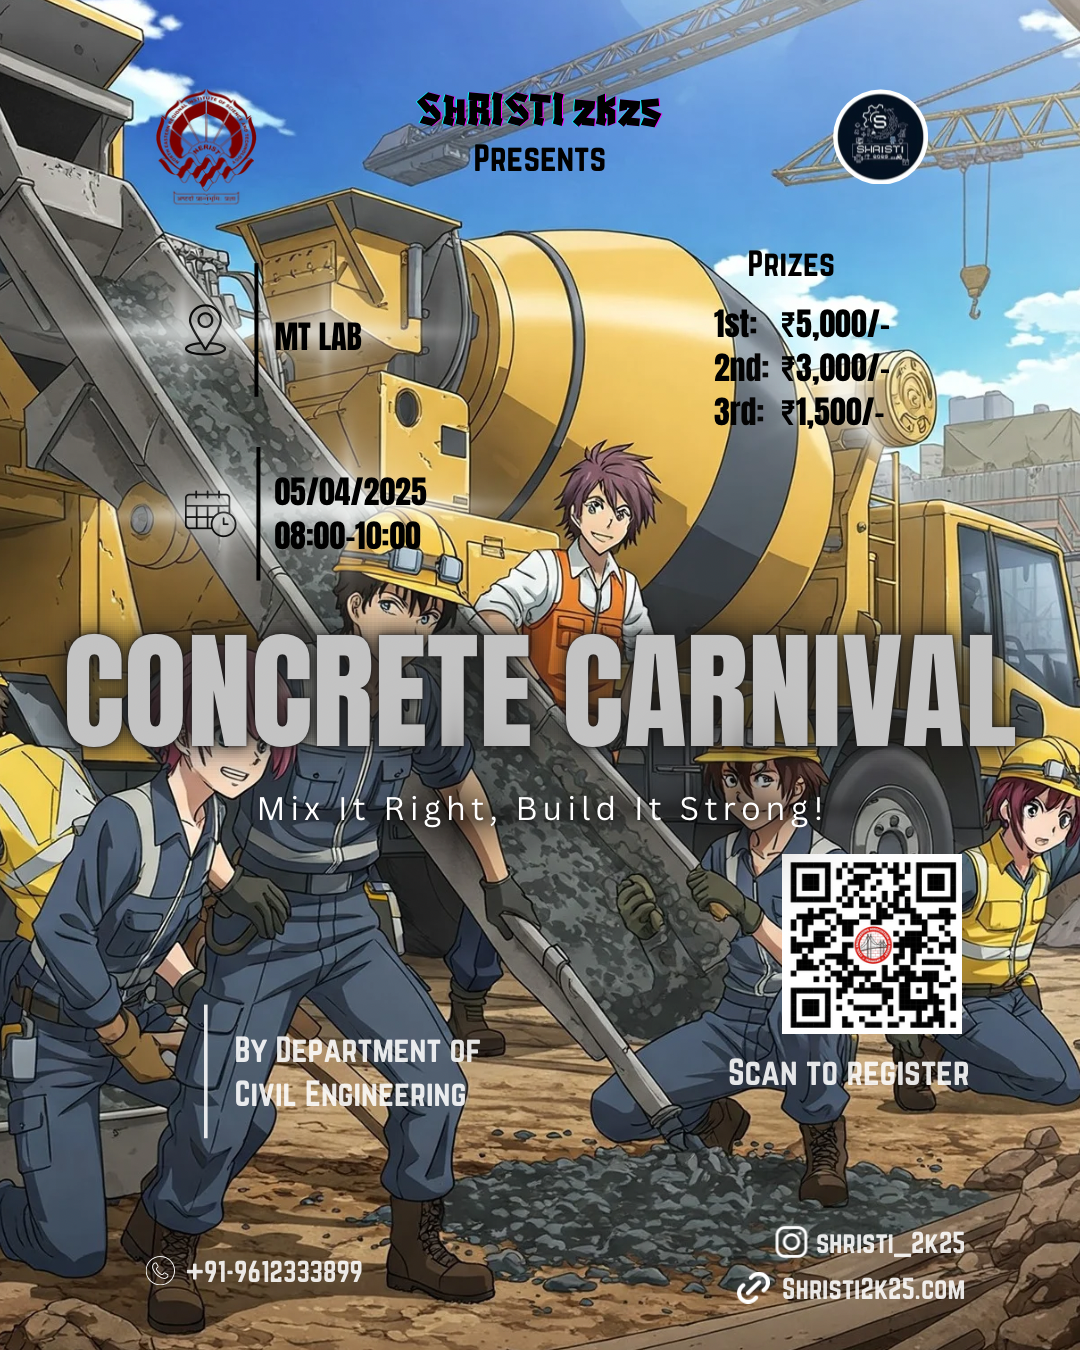 SHRISTI 2K25
PRESENTS
NERIST
SHRISTI
MT LAB
05/04/2025
08:00-10:00
PRIZES
1st: ₹5,000/-
2nd: ₹3,000/-
3rd: ₹1,500/-
CONCRETE CARNIVAL
Mix It Right, Build It Strong!
BY DEPARTMENT OF
CIVIL ENGINEERING
SCAN TO REGISTER
+91-9612333899
SHRISTI_2K25
SHRISTI2K25.COM